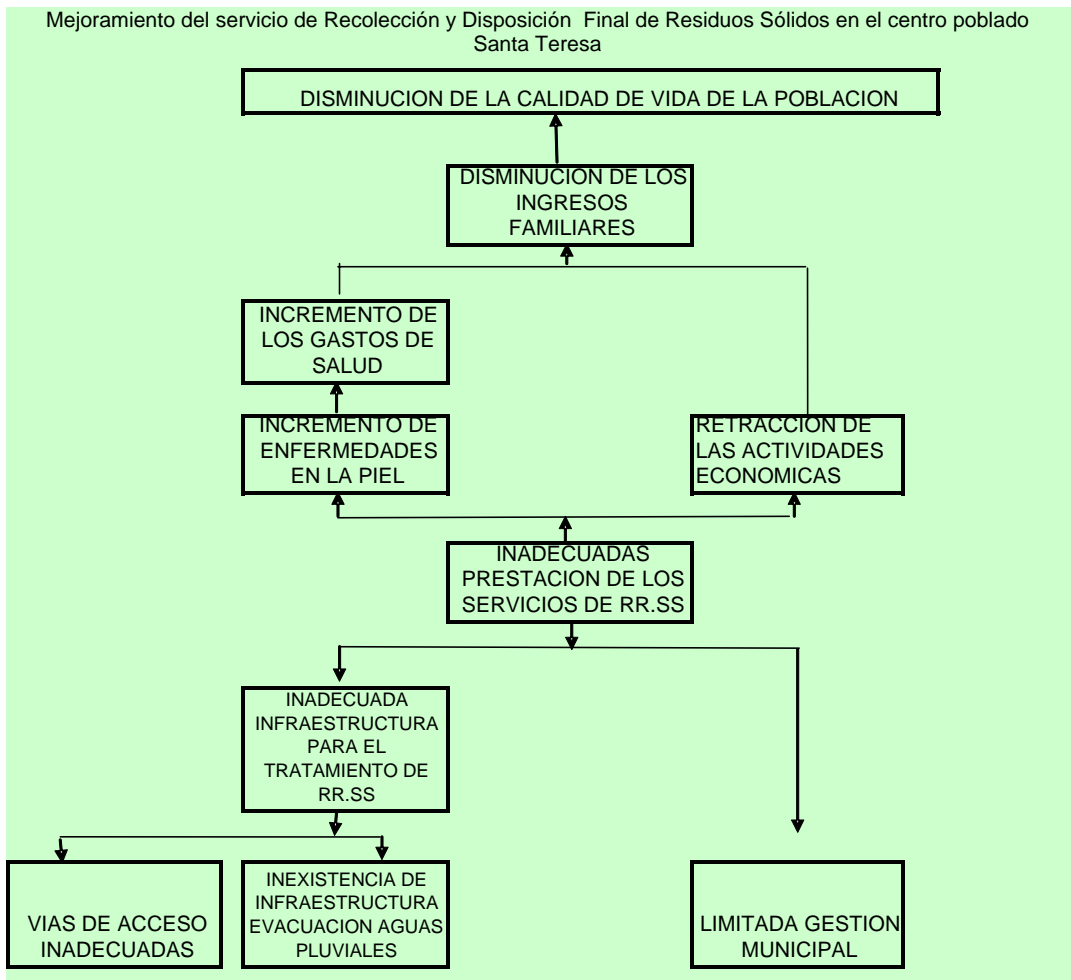 Mejoramiento del servicio de Recolección y Disposición Final de Residuos Sólidos en el centro poblado
Santa Teresa
DISMINUCION DE LA CALIDAD DE VIDA DE LA POBLACION
DISMINUCION DE LOS
INGRESOS
FAMILIARES
INCREMENTO DE
LOS GASTOS DE
SALUD
INCREMENTO DE
ENFERMEDADES
EN LA PIEL
RETRACCION DE
LAS ACTIVIDADES
ECONOMICAS
INADECUADAS
PRESTACION DE LOS
SERVICIOS DE RR.SS
INADECUADA
INFRAESTRUCTURA
PARA EL
TRATAMIENTO DE
RR.SS
VIAS DE ACCESO
INADECUADAS
INEXISTENCIA DE
INFRAESTRUCTURA
EVACUACION AGUAS
PLUVIALES
LIMITADA GESTION
MUNICIPAL